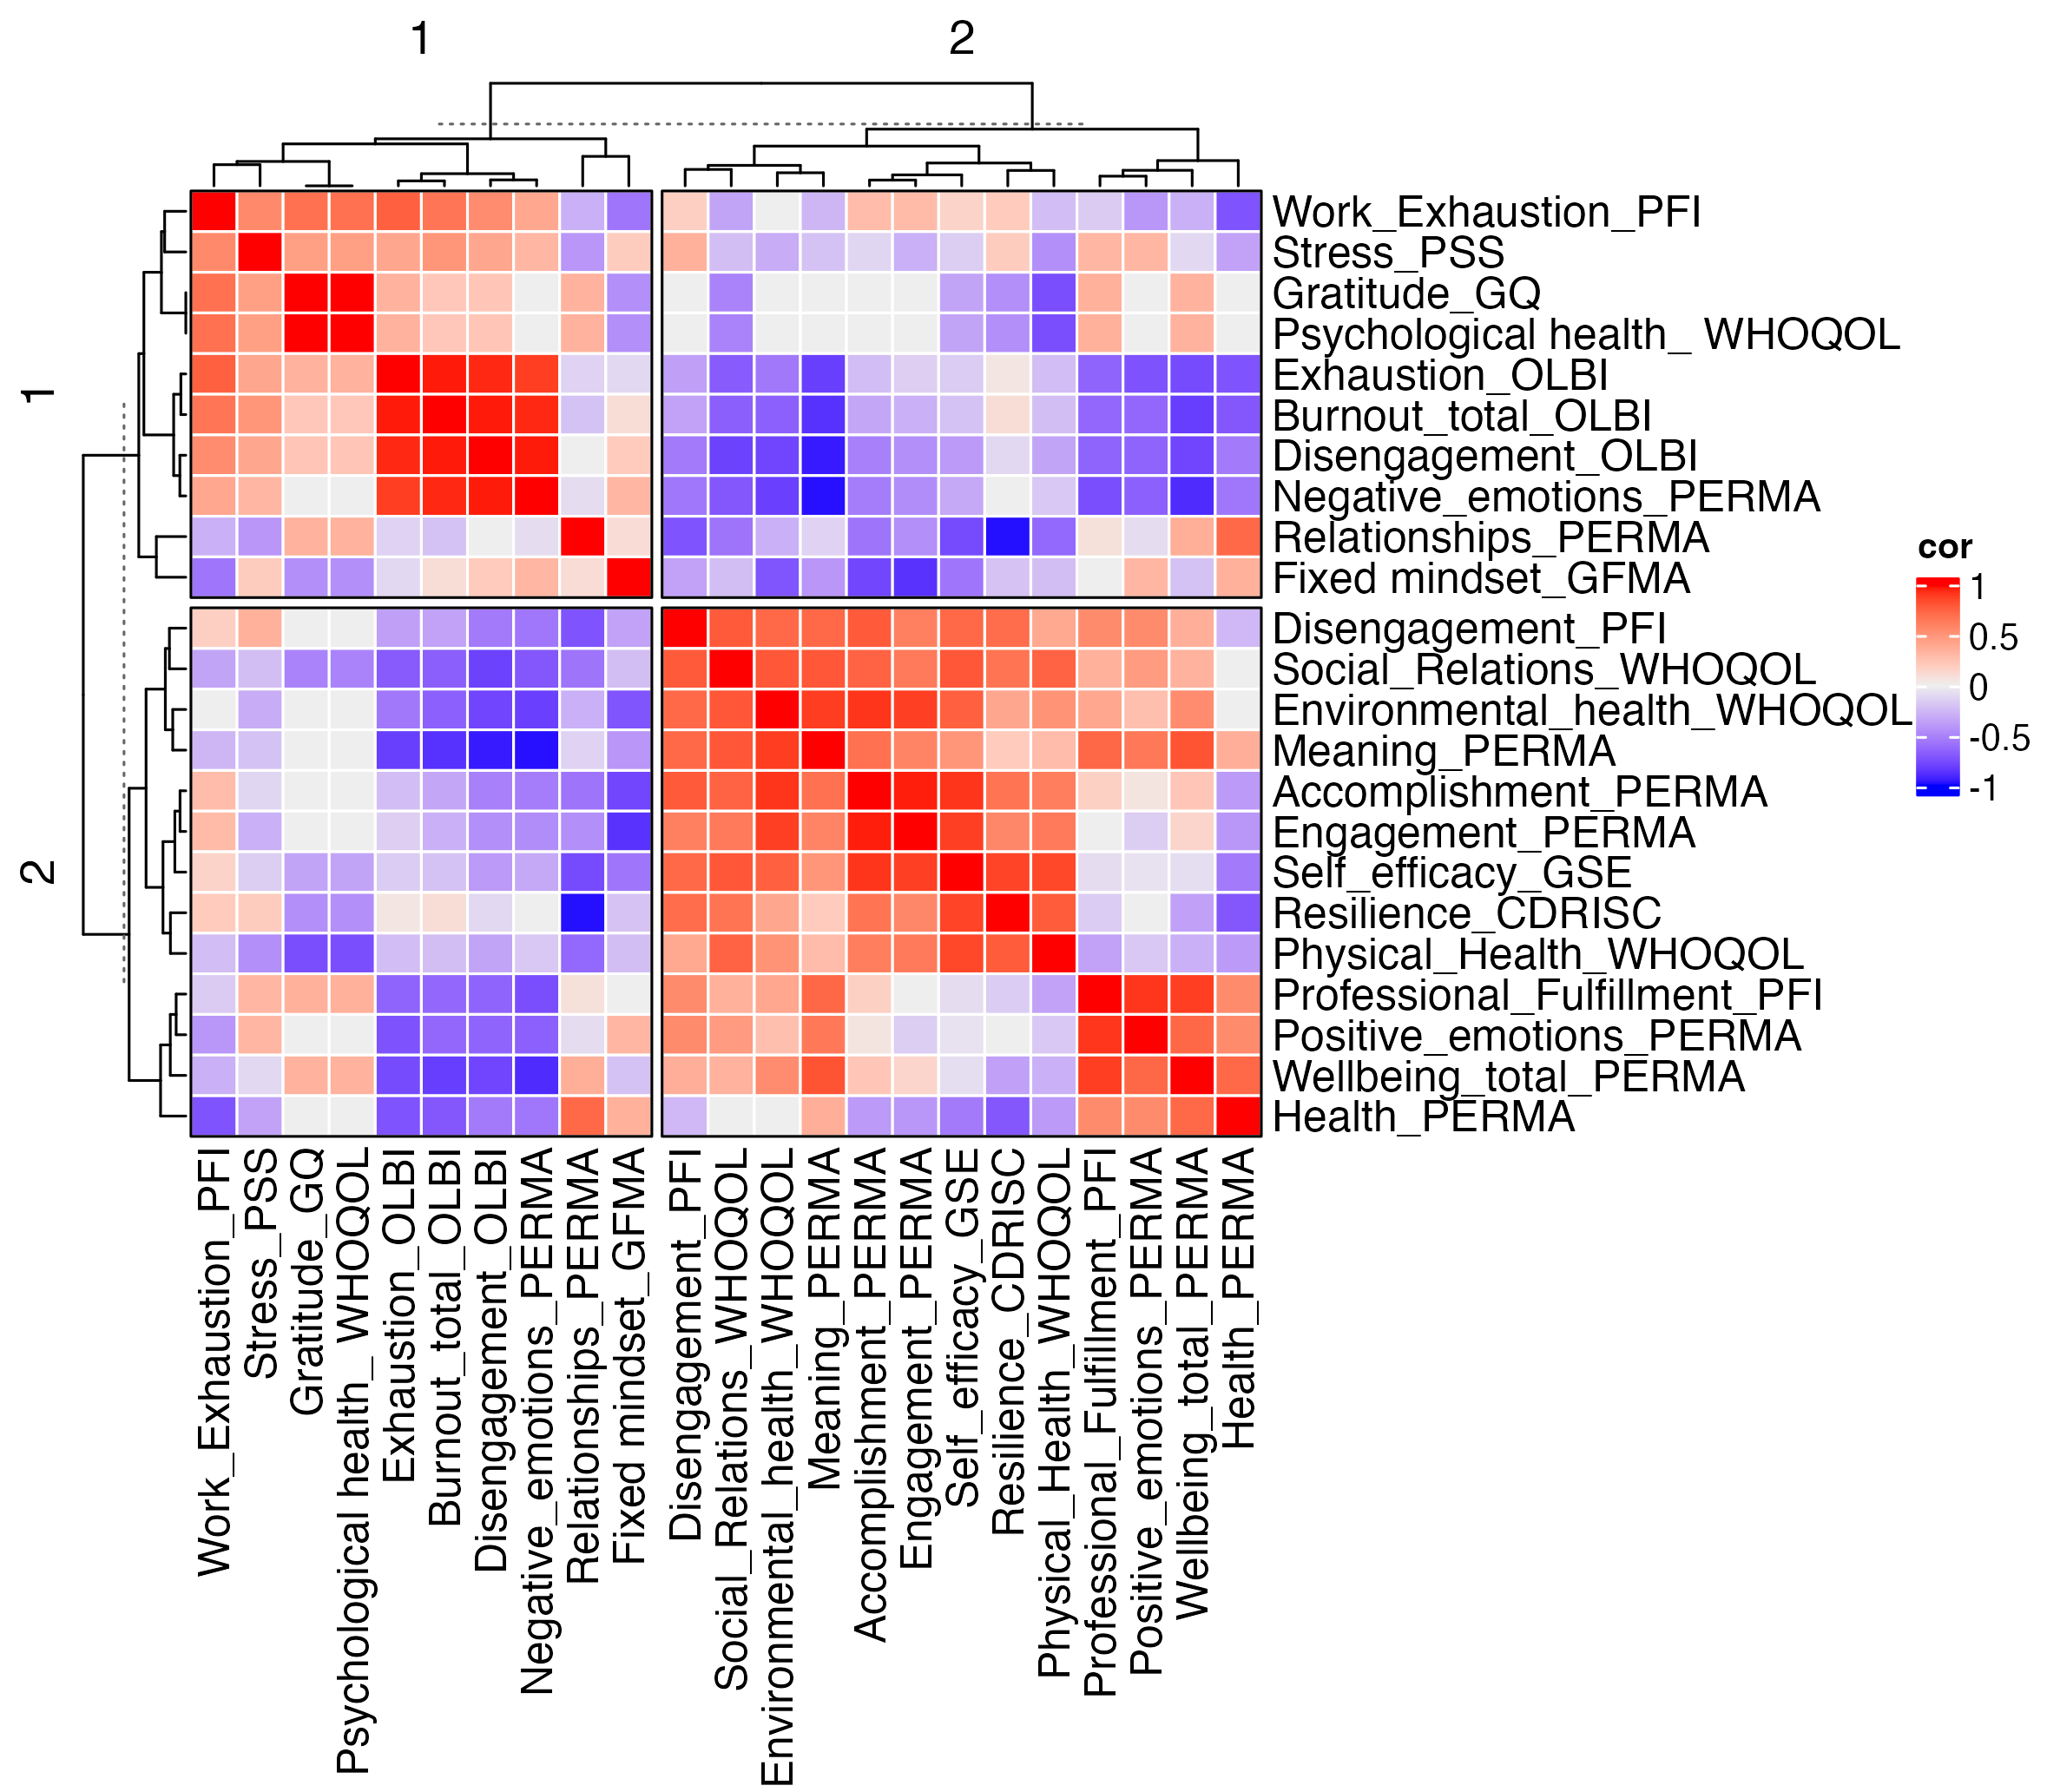 1
2
1
2
Work_Exhaustion_PFI
Stress_PSS
Gratitude_GQ
Psychological health_ WHOQOL
Exhaustion_OLBI
Burnout_total_OLBI
Disengagement_OLBI
Negative_emotions_PERMA
Relationships_PERMA
Fixed mindset_GFMA
Disengagement_PFI
Social_Relations_WHOQOL
Environmental_health_WHOQOL
Meaning_PERMA
Accomplishment_PERMA
Engagement_PERMA
Self_efficacy_GSE
Resilience_CDRISC
Physical_Health_WHOQOL
Professional_Fulfillment_PFI
Positive_emotions_PERMA
Wellbeing_total_PERMA
Health_PERMA
cor
1
0.5
0
-0.5
-1
Work_Exhaustion_PFI
Stress_PSS
Gratitude_GQ
Psychological health_ WHOQOL
Exhaustion_OLBI
Burnout_total_OLBI
Disengagement_OLBI
Negative_emotions_PERMA
Relationships_PERMA
Fixed mindset_GFMA
Disengagement_PFI
Social_Relations_WHOQOL
Environmental_health_WHOQOL
Meaning_PERMA
Accomplishment_PERMA
Engagement_PERMA
Self_efficacy_GSE
Resilience_CDRISC
Physical_Health_WHOQOL
Professional_Fulfillment_PFI
Positive_emotions_PERMA
Wellbeing_total_PERMA
Health_PERMA